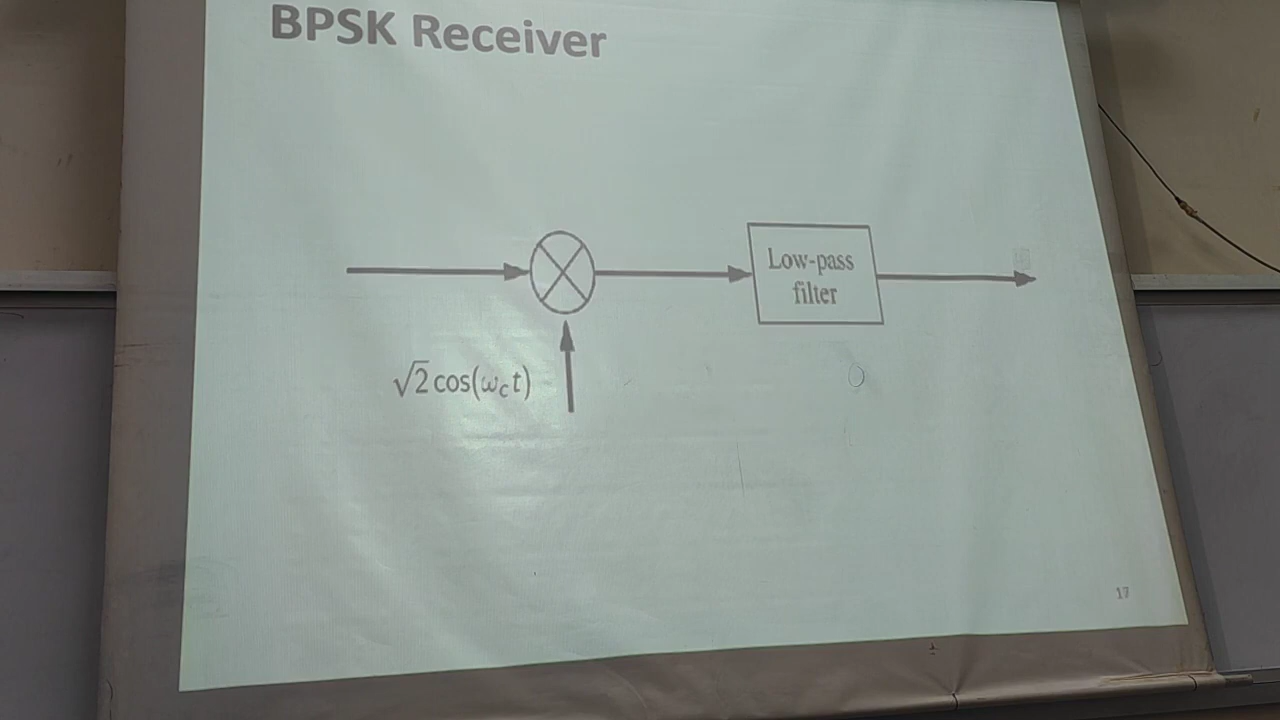 BPSK Receiver
Low-pass
filter
√2 cos(ω_c t)
17